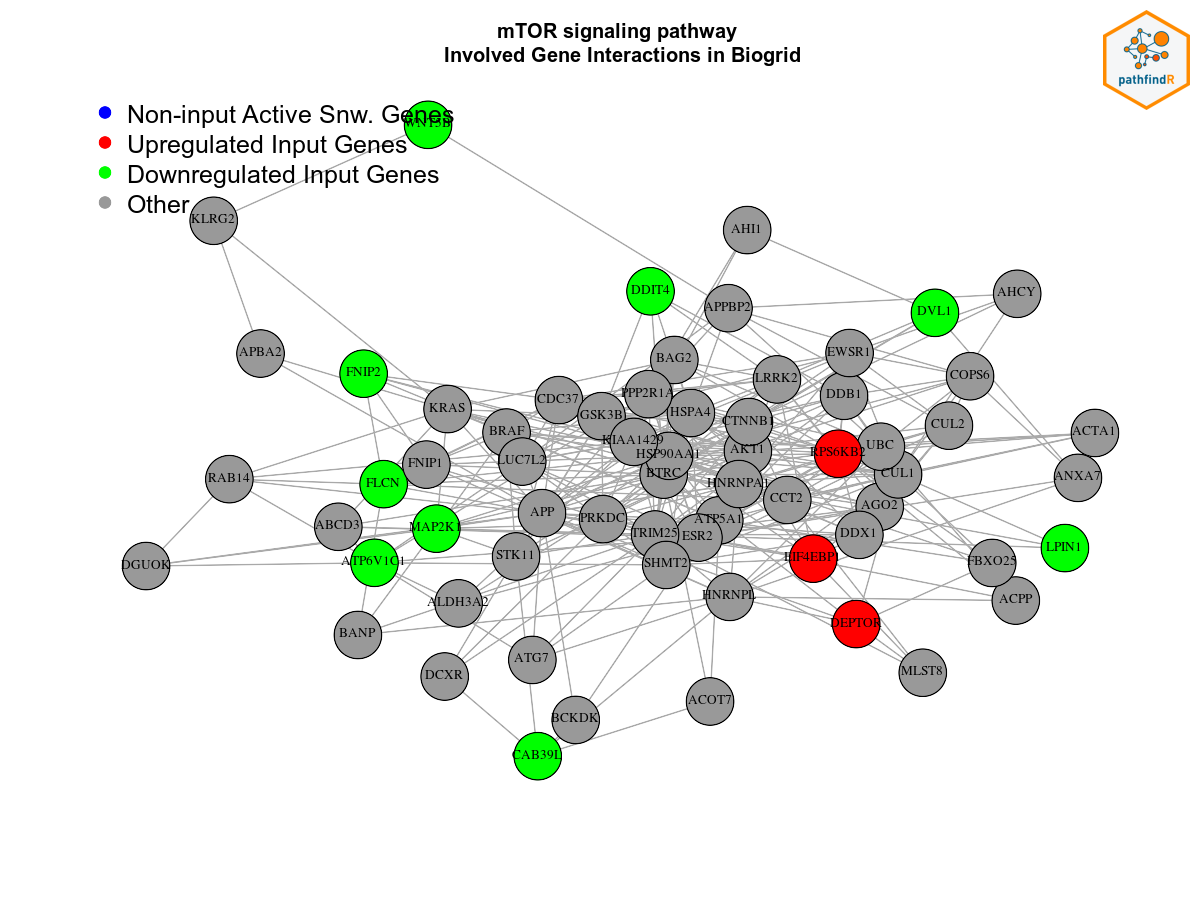 mTOR signaling pathway
Involved Gene Interactions in Biogrid
pathfindR
Non-input Active Snw. Genes
Upregulated Input Genes
Downregulated Input Genes
Other
WNT5B
KLRG2
AHI1
DDIT4
AHCY
APPBP2
DVL1
APBA2
EWSR1
BAG2
FNIP2
LRRK2
COPS6
PPP2R1A
DDB1
CDC37
KRAS
HSPA4
GSK3B
CTNNB1
CUL2
BRAF
ACTA1
KIAA1429
UBC
AKT1
RPS6KB2
HSP90AA1
LUC7L2
FNIP1
BTRC
CUL1
RAB14
ANXA7
FLCN
HNRNPA1
CCT2
AGO2
APP
PRKDC
ATP5A1
ABCD3
MAP2K1
TRIM25
DDX1
ESR2
LPIN1
STK11
EIF4EBP1
ATP6V1C1
FBXO25
DGUOK
SHMT2
HNRNPL
ACPP
ALDH3A2
DEPTOR
BANP
ATG7
MLST8
DCXR
ACOT7
BCKDK
CAB39L